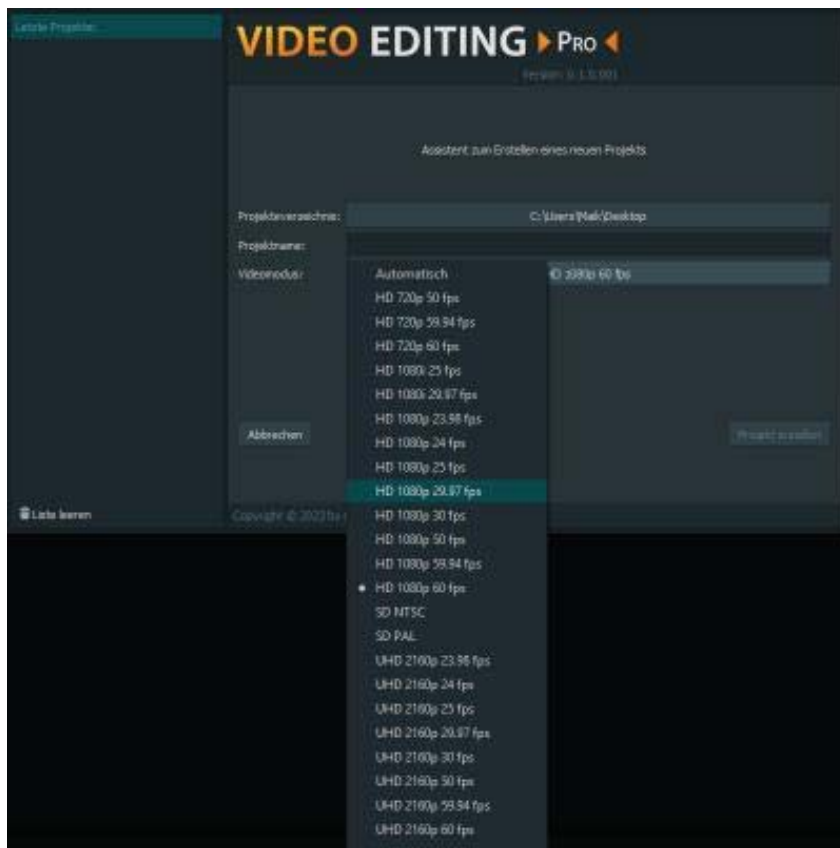 Letzte Projekte:
VIDEO EDITING PRO
Version:
Assistent zum Erstellen eines neuen Projekts
Projekteverzeichnis: C:\Users\Maik\Desktop
Projektname:
Videomodus: HD 1080p 60 fps
Automatisch
HD 720p 50 fps
HD 720p 59.94 fps
HD 720p 60 fps
HD 1080i 25 fps
HD 1080i 29.97 fps
HD 1080p 23.98 fps
HD 1080p 24 fps
HD 1080p 25 fps
HD 1080p 29.97 fps
HD 1080p 30 fps
HD 1080p 50 fps
HD 1080p 59.94 fps
HD 1080p 60 fps
SD NTSC
SD PAL
UHD 2160p 23.98 fps
UHD 2160p 24 fps
UHD 2160p 25 fps
UHD 2160p 29.97 fps
UHD 2160p 30 fps
UHD 2160p 50 fps
UHD 2160p 59.94 fps
UHD 2160p 60 fps
Abbrechen
Projekt erstellen
Liste leeren
Copyright ©